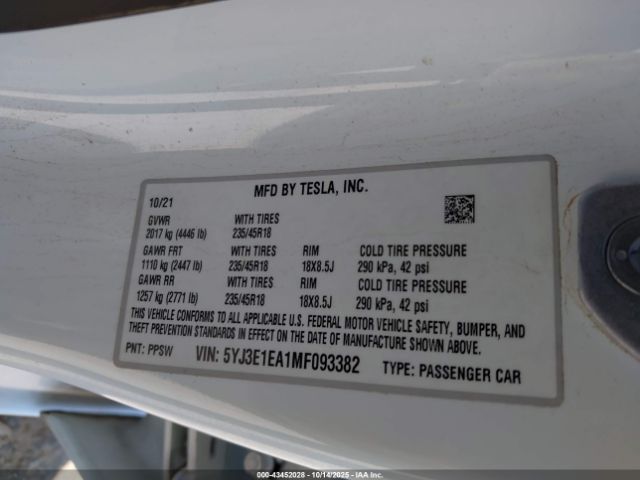 MFD BY TESLA, INC.
10/21
GVWR WITH TIRES
2017 kg (4446 lb) 235/45R18
GAWR FRT WITH TIRES RIM COLD TIRE PRESSURE
1110 kg (2447 lb) 235/45R18 18X8.5J 290 kPa, 42 psi
GAWR RR WITH TIRES RIM COLD TIRE PRESSURE
1257 kg (2771 lb) 235/45R18 18X8.5J 290 kPa, 42 psi
THIS VEHICLE CONFORMS TO ALL APPLICABLE U.S. FEDERAL MOTOR VEHICLE SAFETY, BUMPER, AND
THEFT PREVENTION STANDARDS IN EFFECT ON THE DATE OF MANUFACTURE SHOWN ABOVE.
PNT: PPSW VIN: 5YJ3E1EA1MF093382 TYPE: PASSENGER CAR
000-43452028 - 10/14/2025 - IAAI.COM